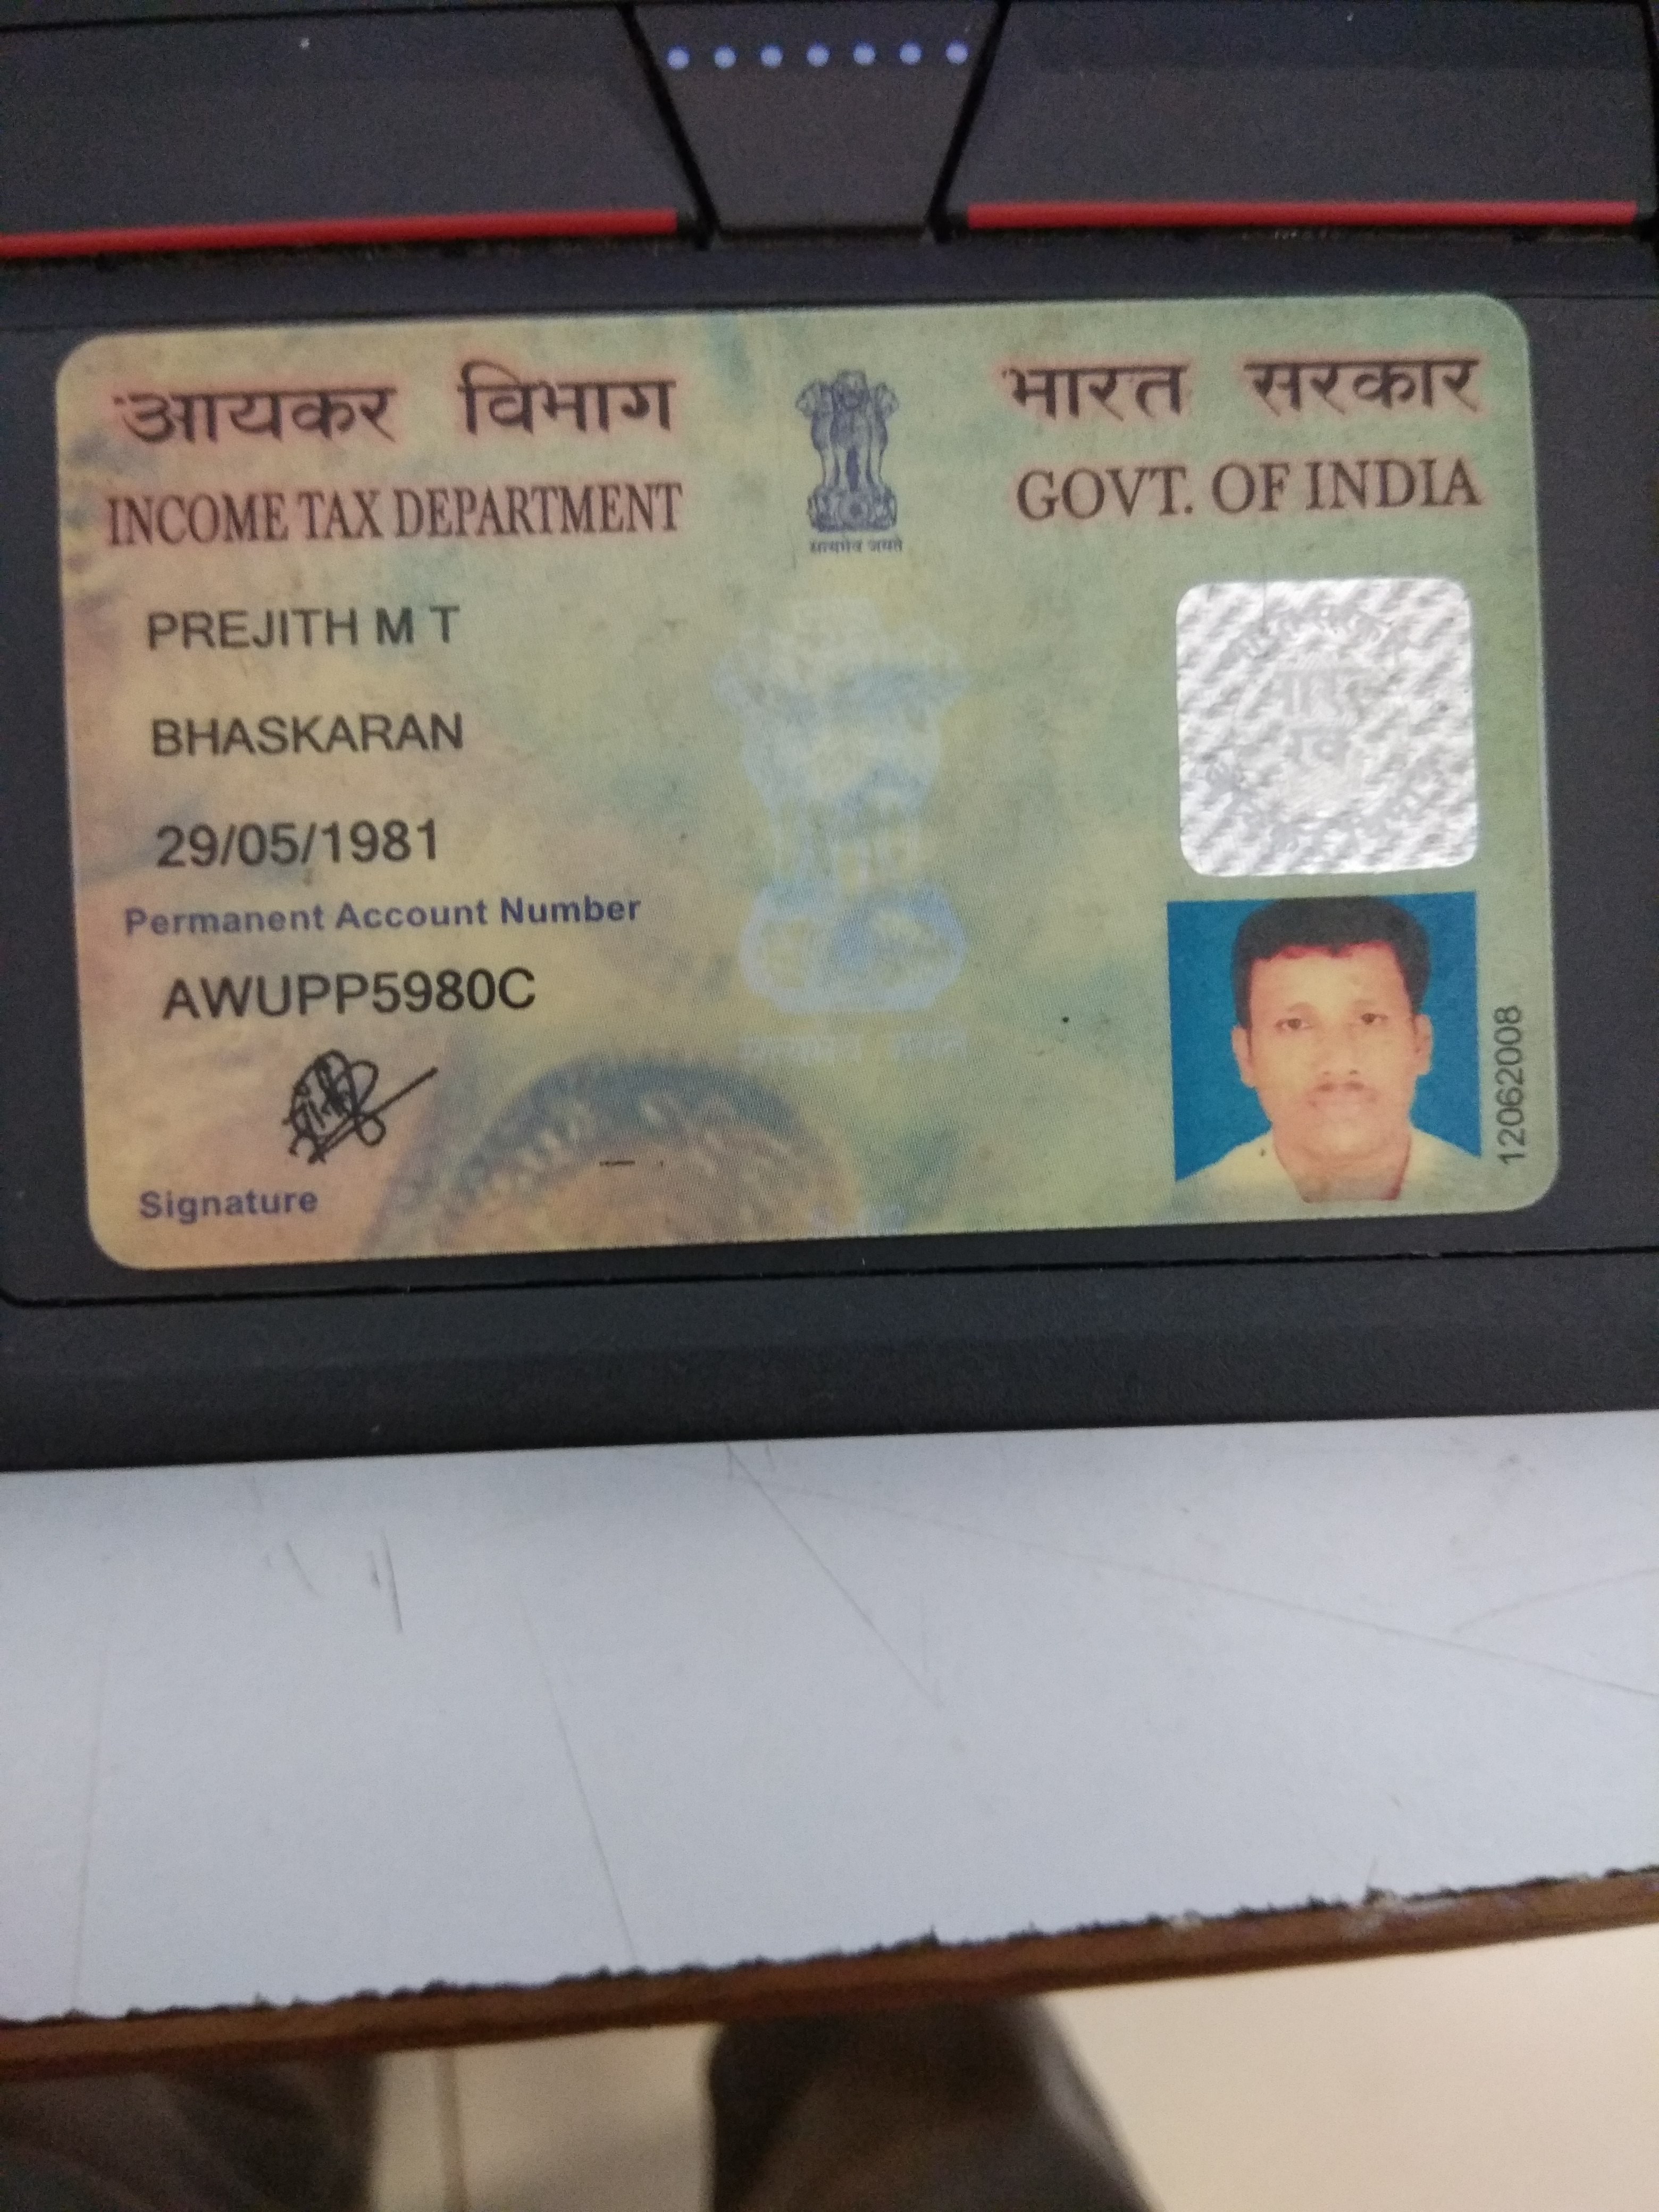 आयकर विभाग
INCOME TAX DEPARTMENT
भारत सरकार
GOVT. OF INDIA
सत्यमेव जयते
PREJITH M T
BHASKARAN
29/05/1981
Permanent Account Number
AWUPP5980C
Signature
12062008